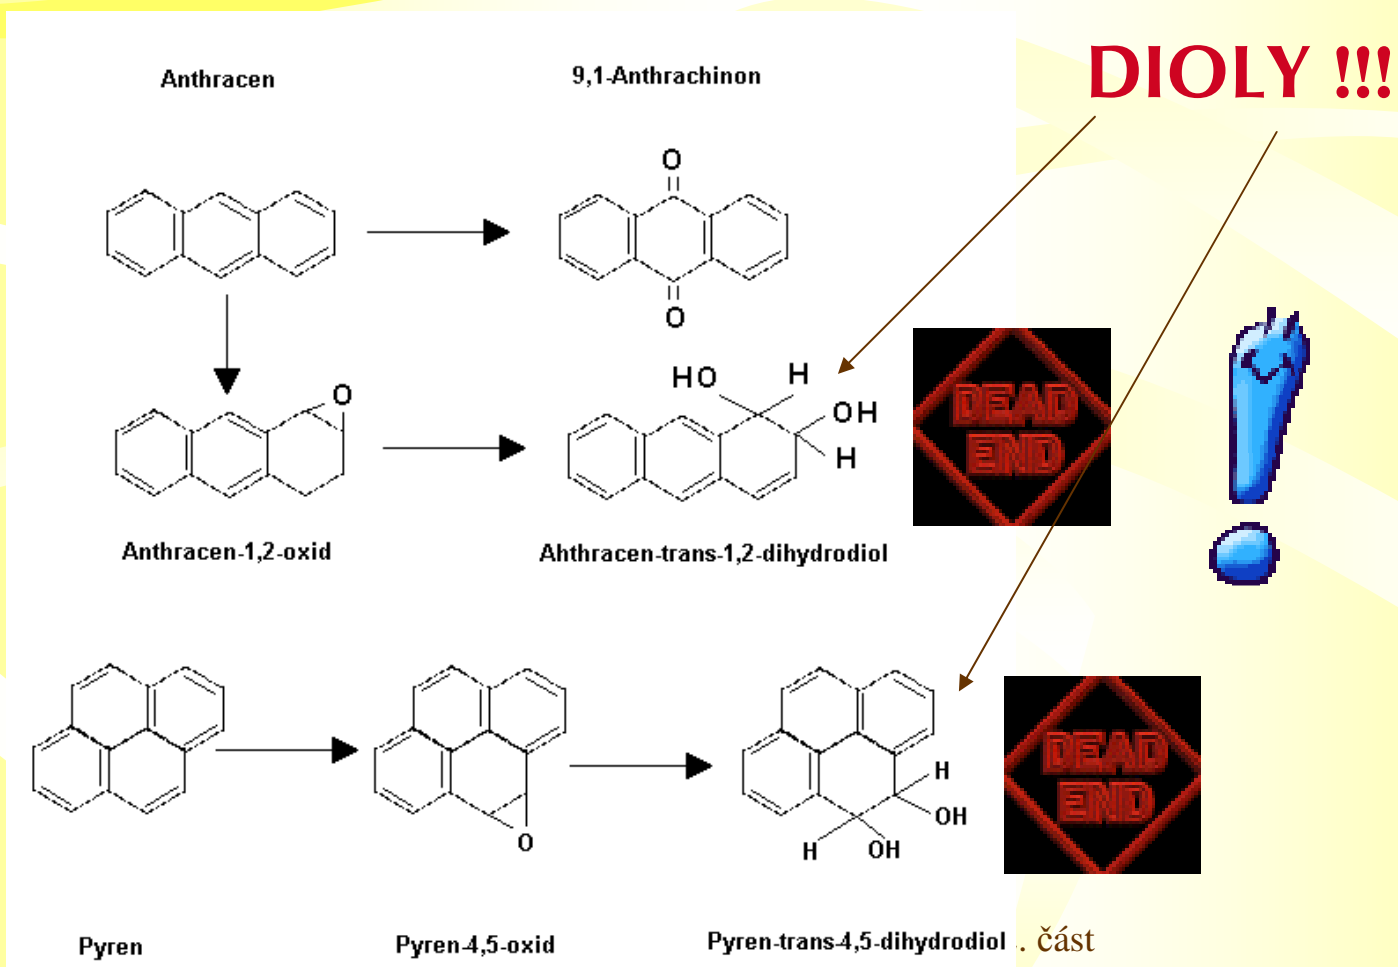 DIOLY !!!
Anthracen
9,1-Anthrachinon
O
O
O
HO
H
OH
H
DEAD
END
Anthracen-1,2-oxid
Ahthracen-trans-1,2-dihydrodiol
H
OH
H
OH
O
DEAD
END
Pyren
Pyren-4,5-oxid
Pyren-trans-4,5-dihydrodiol
. část